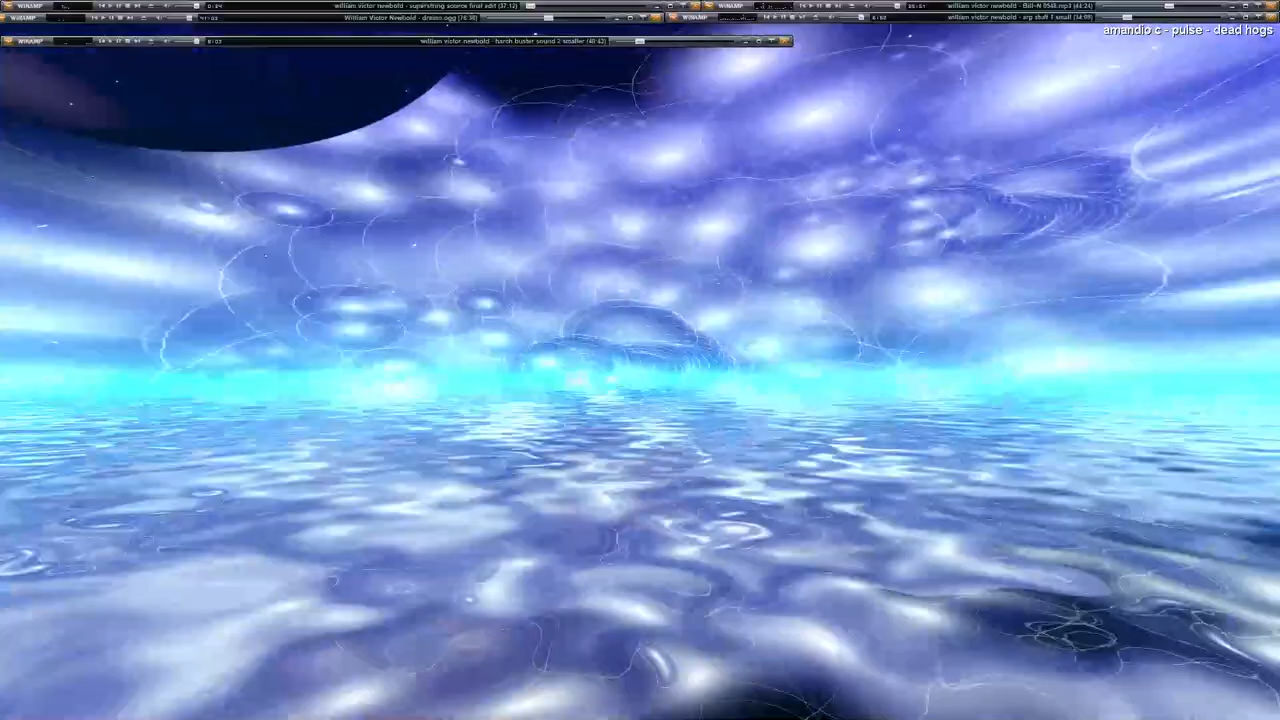 WINAMP william victor newbold - superstring source final edit (37:12)
WINAMP william victor newbold - Bill-N 0548.mp3 (44:24)
WINAMP William Victor Newbold - drmiso.ogg (76:38)
WINAMP william victor newbold - arp stuff 1 small (34:08)
amandio c - pulse - dead hogs
WINAMP william victor newbold - harsh buster sound 2 smaller (48:42)